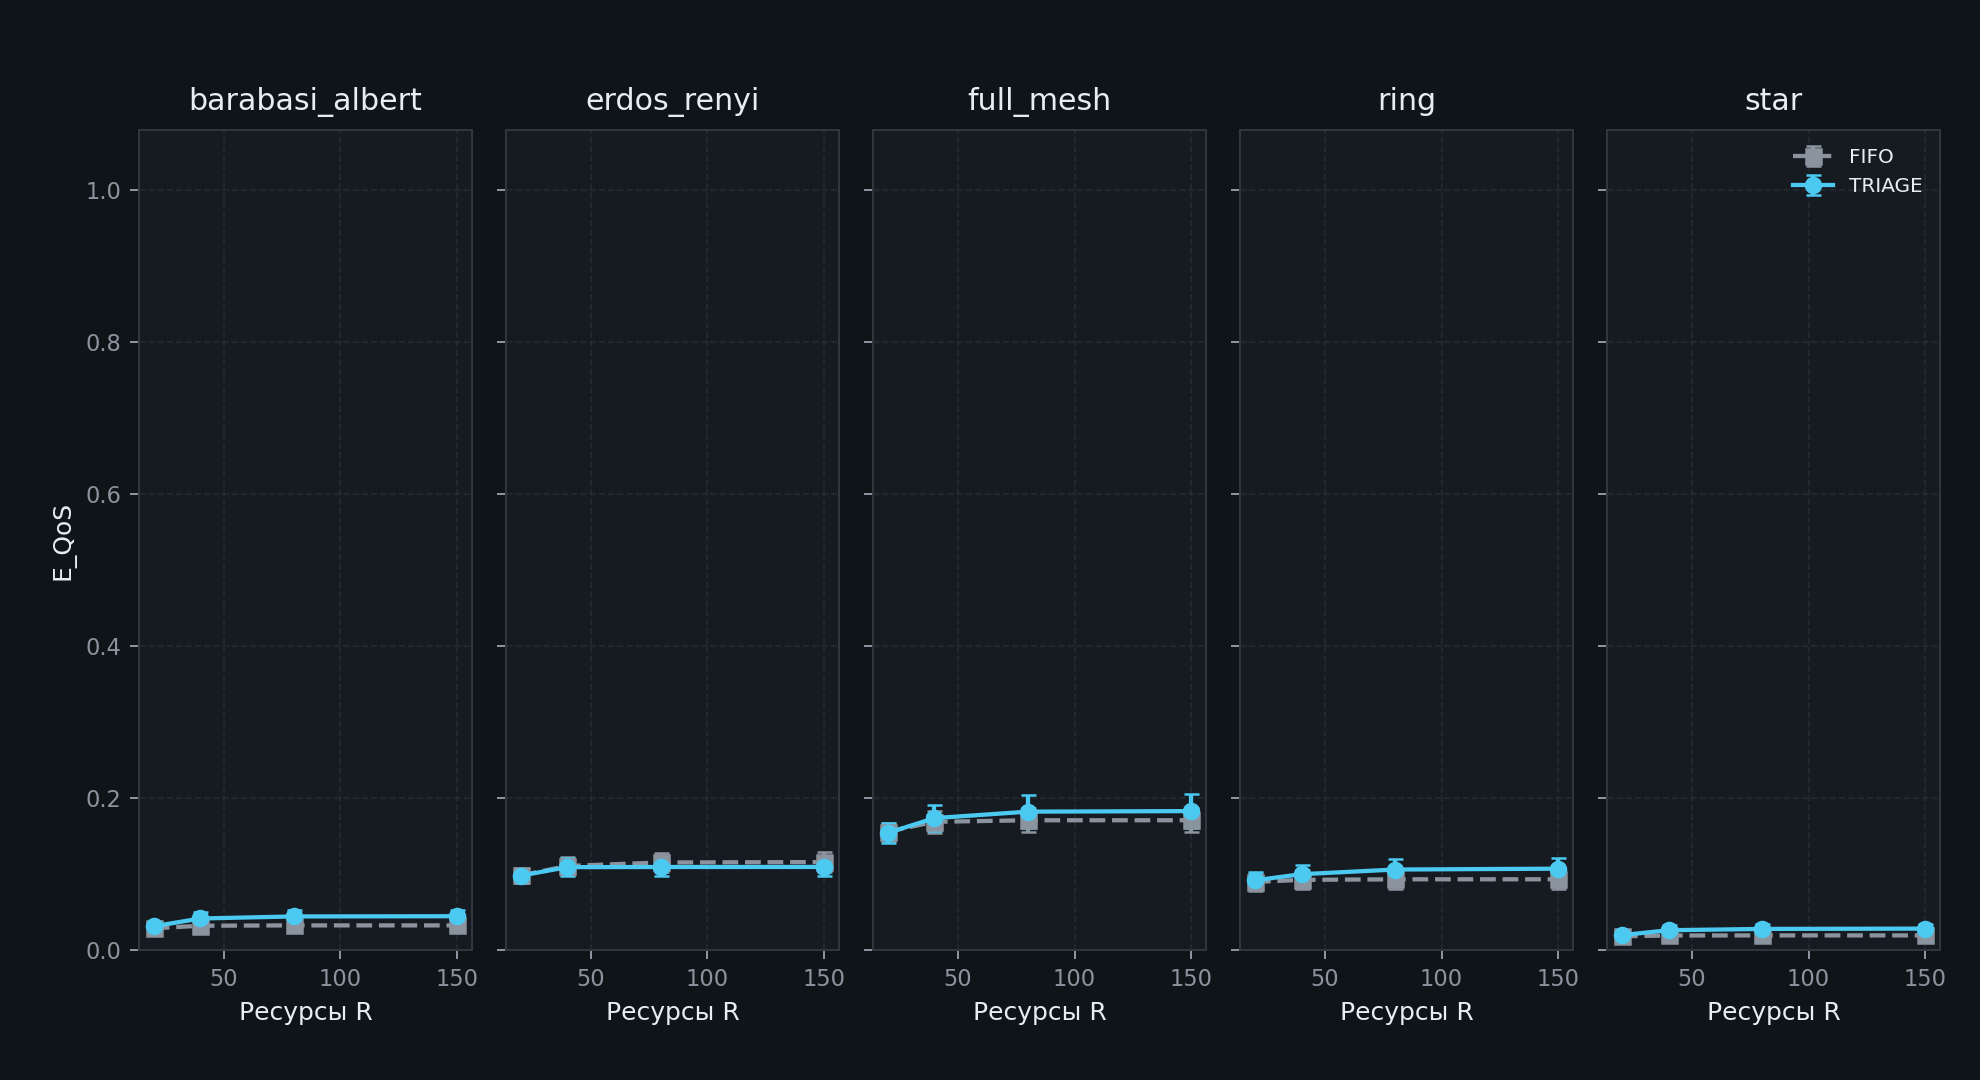 barabasi_albert
erdos_renyi
full_mesh
ring
star
FIFO
TRIAGE
E_QoS
1.0
0.8
0.6
0.4
0.2
0.0
50 100 150
50 100 150
50 100 150
50 100 150
50 100 150
Ресурсы R
Ресурсы R
Ресурсы R
Ресурсы R
Ресурсы R